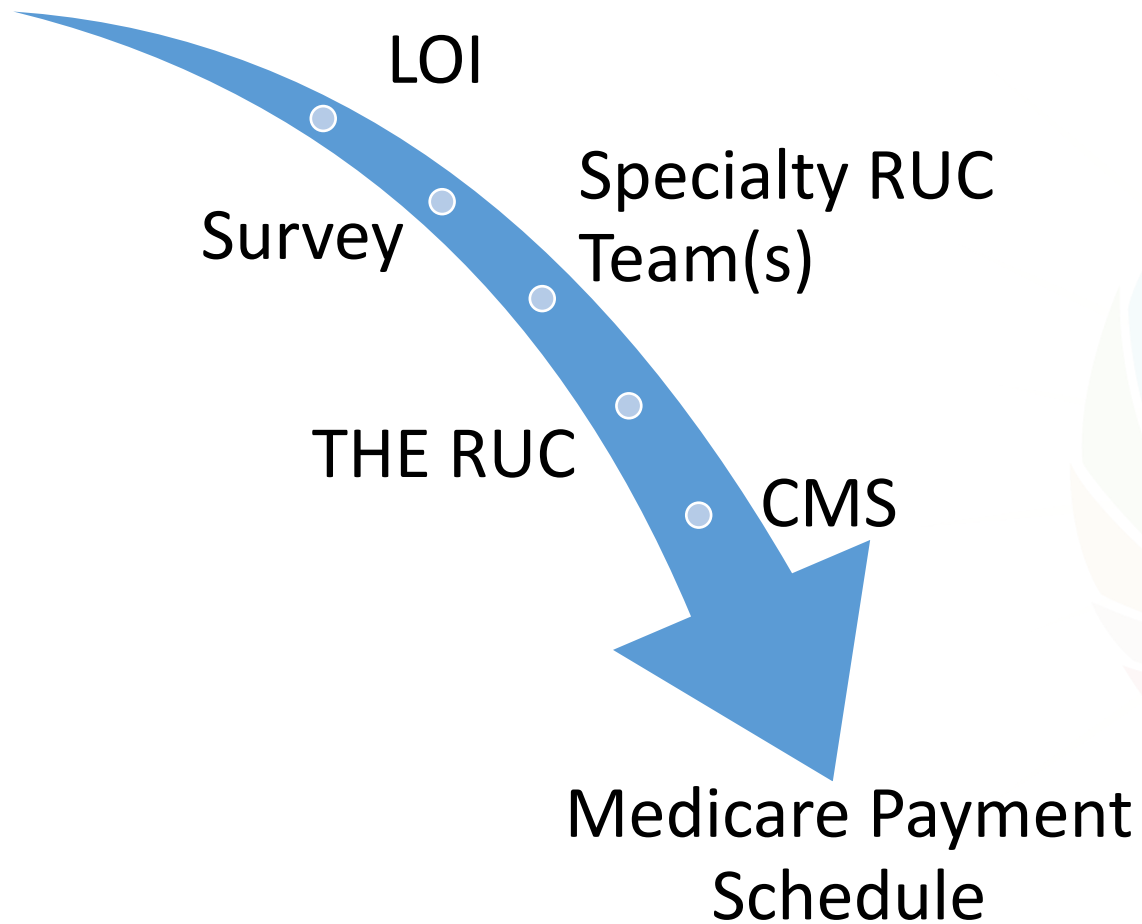 LOI
Survey
Specialty RUC
Team(s)
THE RUC
CMS
Medicare Payment
Schedule